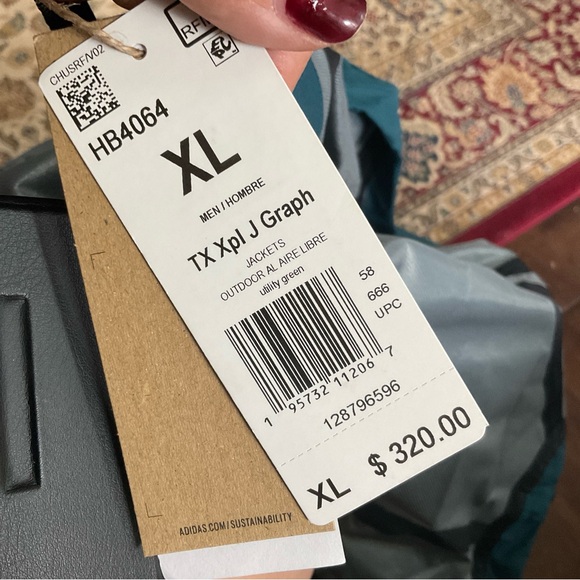 CHUSRF/V02
RFID
HB4064
XL
MEN / HOMBRE
TX Xpl J Graph
JACKETS
OUTDOOR AL AIRE LIBRE
utility green
58
666
UPC
1 95732 11206 7
128796596
XL $ 320.00
ADIDAS.COM/SUSTAINABILITY